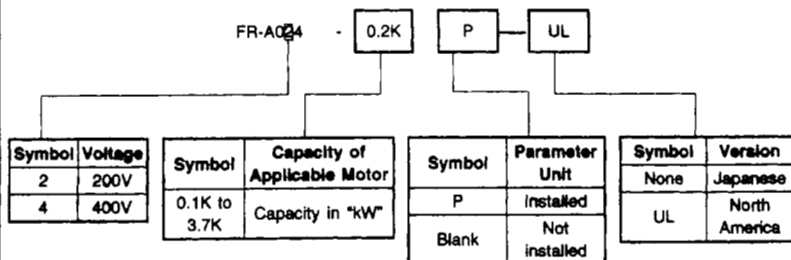 FR-A024 - 0.2K P — UL
Symbol Voltage
2 200V
4 400V
Symbol Capacity of Applicable Motor
0.1K to 3.7K Capacity in "kW"
Symbol Parameter Unit
P Installed
Blank Not installed
Symbol Version
None Japanese
UL North America